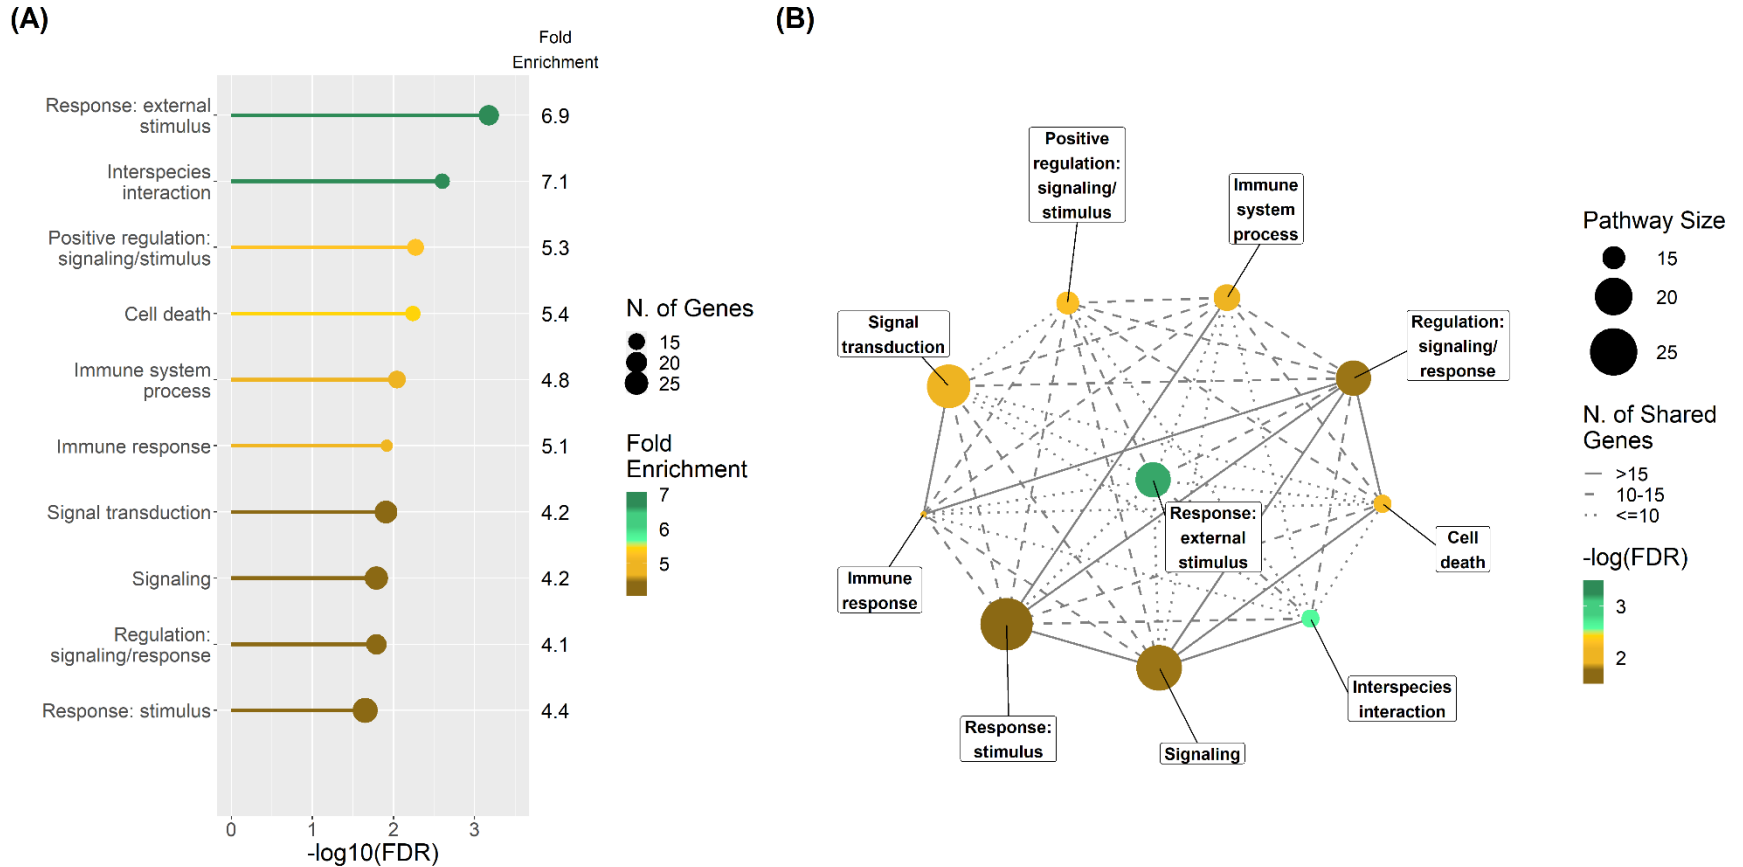 (A)
Fold
Enrichment
Response: external
stimulus
6.9
Interspecies
interaction
7.1
Positive regulation:
signaling/stimulus
5.3
Cell death
5.4
Immune system
process
4.8
Immune response
5.1
Signal transduction
4.2
Signaling
4.2
Regulation:
signaling/response
4.1
Response: stimulus
4.4
0 1 2 3
-log10(FDR)
N. of Genes
15
20
25
Fold
Enrichment
7
6
5
(B)
Positive
regulation:
signaling/
stimulus
Immune
system
process
Signal
transduction
Regulation:
signaling/
response
Response:
external
stimulus
Cell
death
Immune
response
Interspecies
interaction
Response:
stimulus
Signaling
Pathway Size
15
20
25
N. of Shared
Genes
>15
10-15
<=10
-log(FDR)
3
2